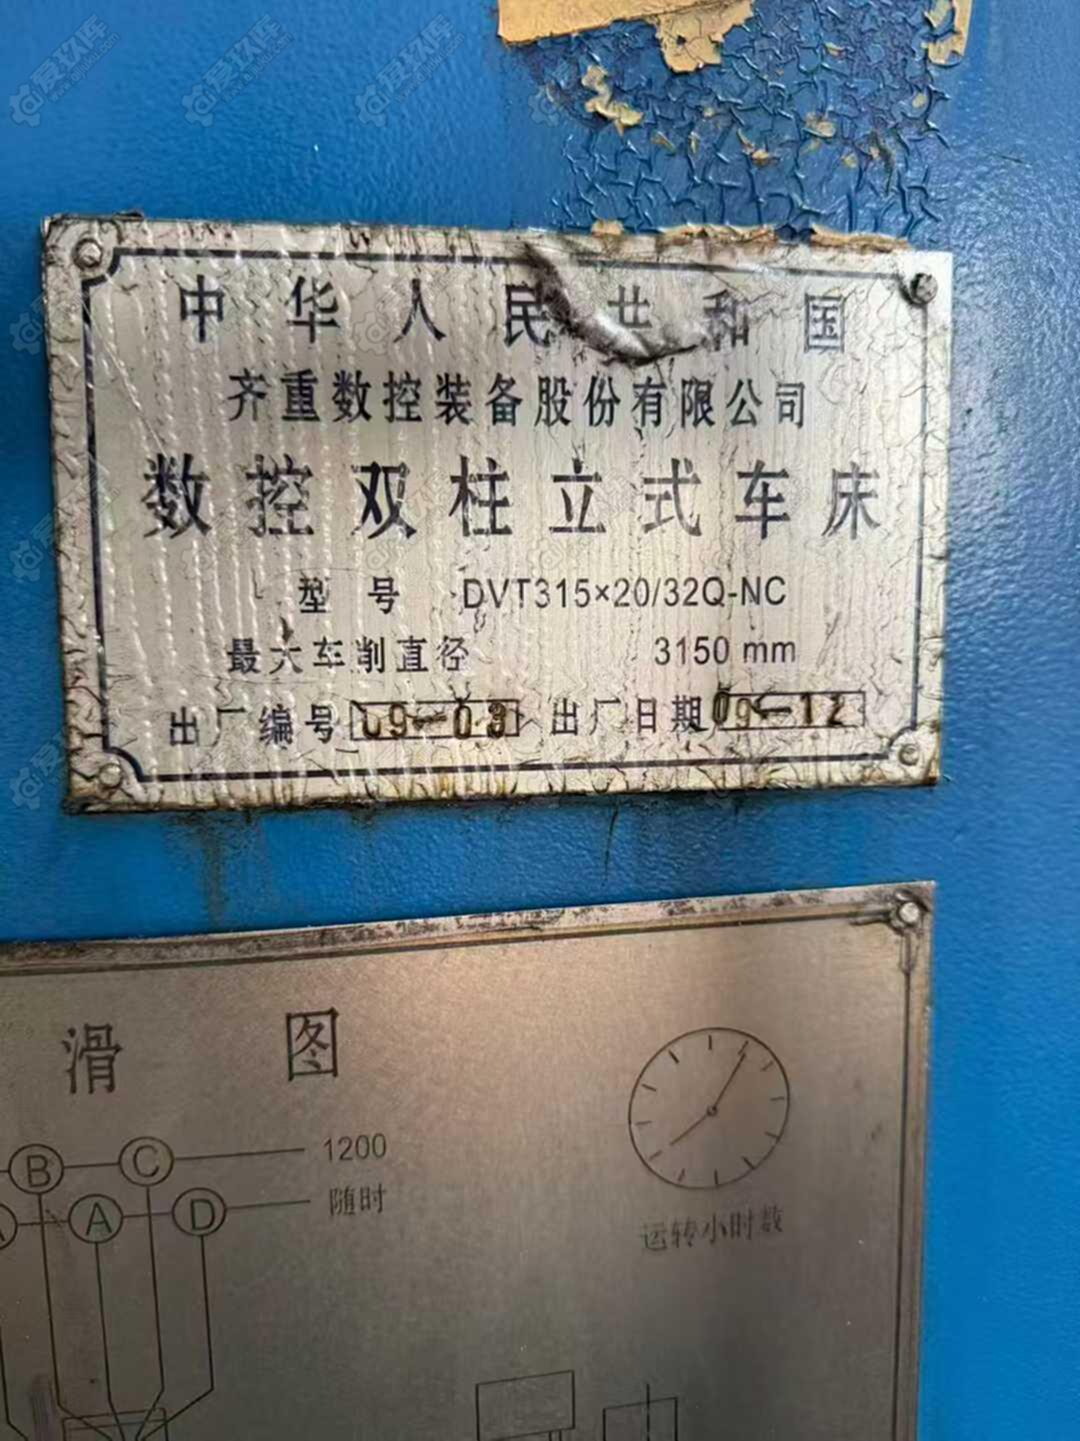 中华人民共和国
齐重数控装备股份有限公司
数控双柱立式车床
型号 DVT315×20/32Q-NC
最大车削直径 3150 mm
出厂编号 09-03 出厂日期 09-12
滑图
B C 1200
A D 随时
运转小时数
爱玖库